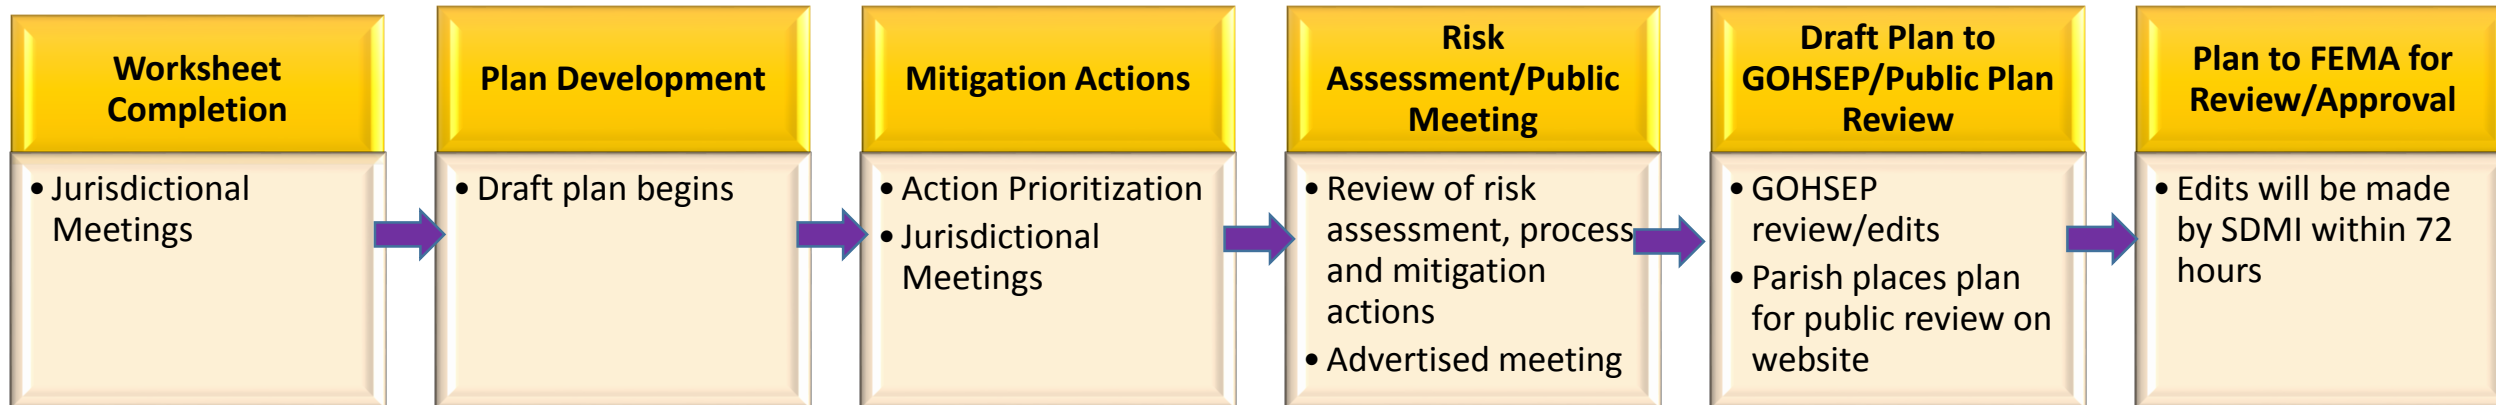 Worksheet
Completion
• Jurisdictional
Meetings
Plan Development
• Draft plan begins
Mitigation Actions
• Action Prioritization
• Jurisdictional
Meetings
Risk
Assessment/Public
Meeting
• Review of risk
assessment, process
and mitigation
actions
• Advertised meeting
Draft Plan to
GOHSEP/Public Plan
Review
• GOHSEP
review/edits
• Parish places plan
for public review on
website
Plan to FEMA for
Review/Approval
• Edits will be made
by SDMI within 72
hours